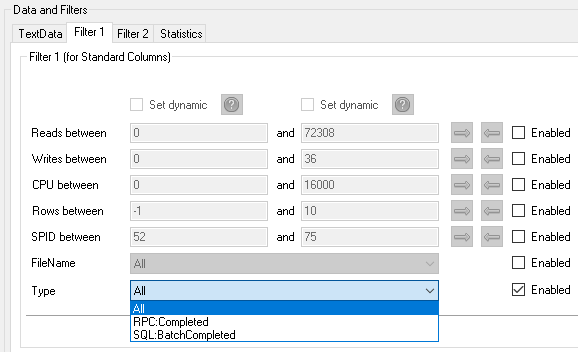 Data and Filters
TextData Filter 1 Filter 2 Statistics
Filter 1 (for Standard Columns)
Set dynamic ? Set dynamic ?
Reads between 0 and 72308 Enabled
Writes between 0 and 36 Enabled
CPU between 0 and 16000 Enabled
Rows between -1 and 10 Enabled
SPID between 52 and 75 Enabled
FileName All Enabled
Type All Enabled
All
RPC:Completed
SQL:BatchCompleted